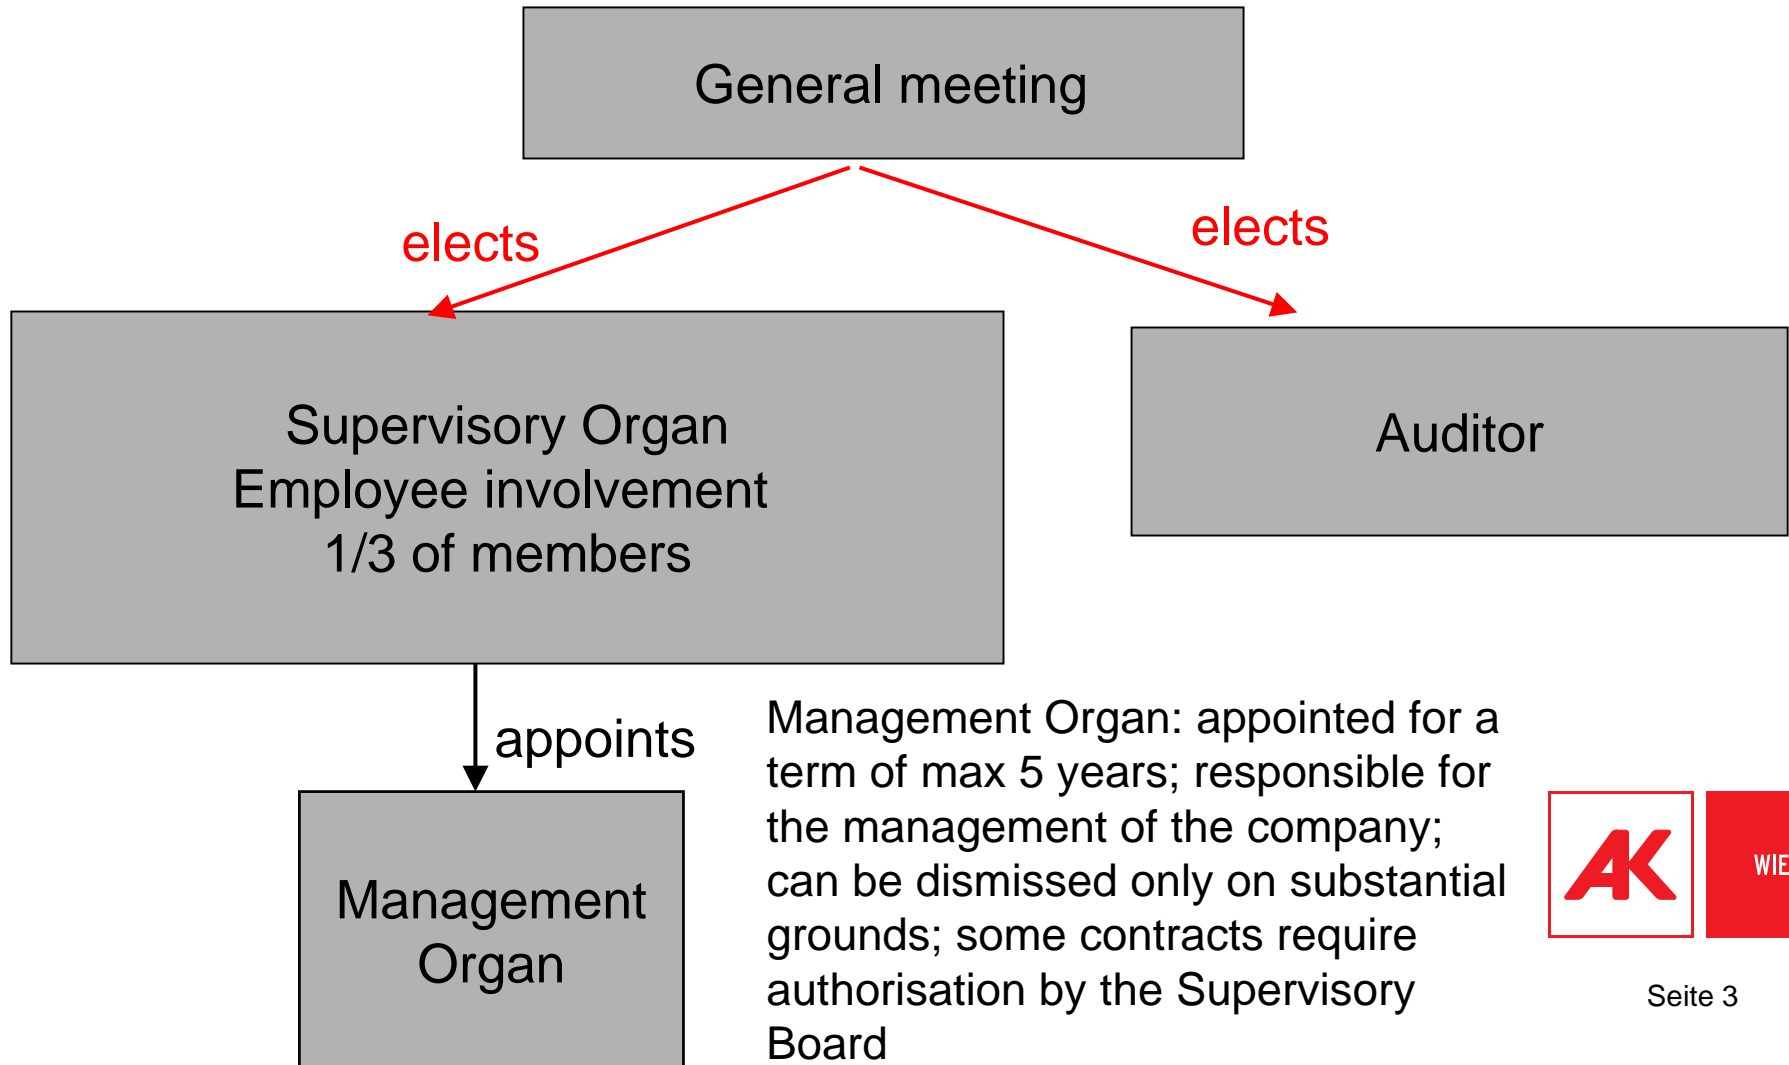 General meeting
elects
elects
Supervisory Organ
Employee involvement
1/3 of members
Auditor
appoints
Management
Organ
Management Organ: appointed for a
term of max 5 years; responsible for
the management of the company;
can be dismissed only on substantial
grounds; some contracts require
authorisation by the Supervisory
Board
AK
WIE
Seite 3